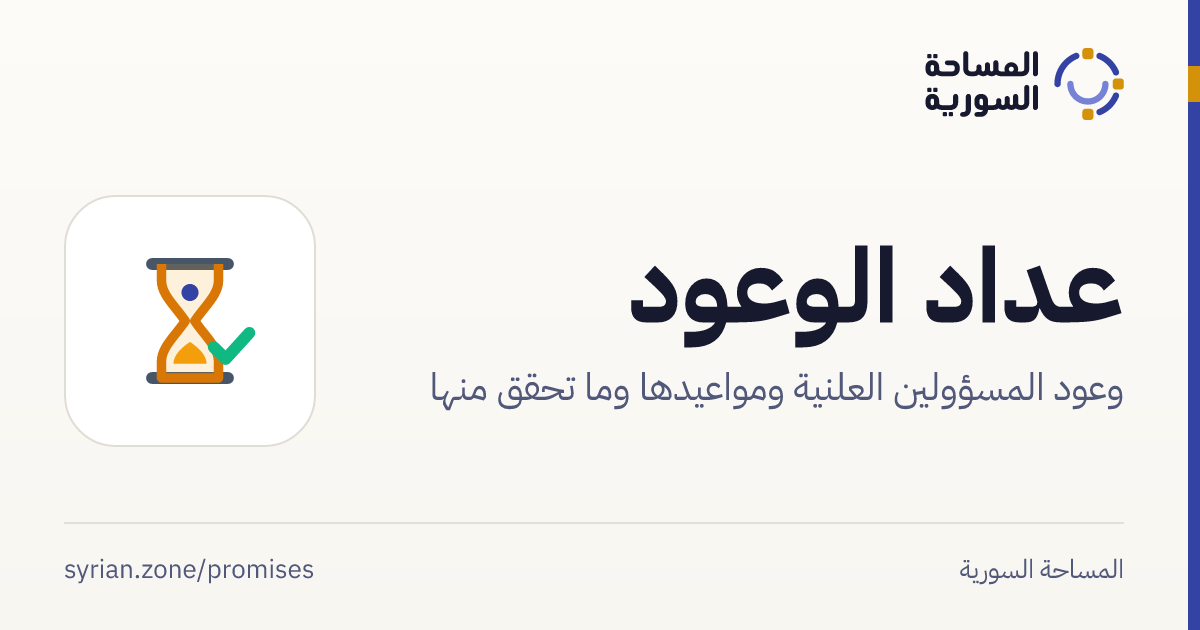 المساحة
السورية
عداد الوعود
وعود المسؤولين العلنية ومواعيدها وما تحقق منها
المساحة السورية
syrian.zone/promises